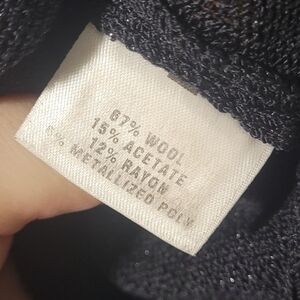 67% WOOL
15% ACETATE
12% RAYON
6% METALLIZED POLY